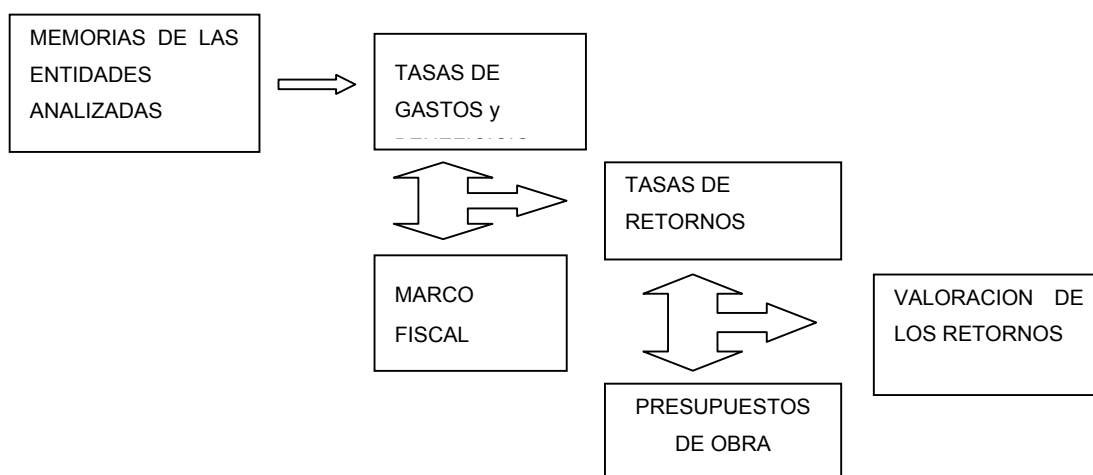 MEMORIAS DE LAS
ENTIDADES
ANALIZADAS
TASAS DE
GASTOS y
TASAS DE
RETORNOS
MARCO
FISCAL
VALORACION DE
LOS RETORNOS
PRESUPUESTOS
DE OBRA